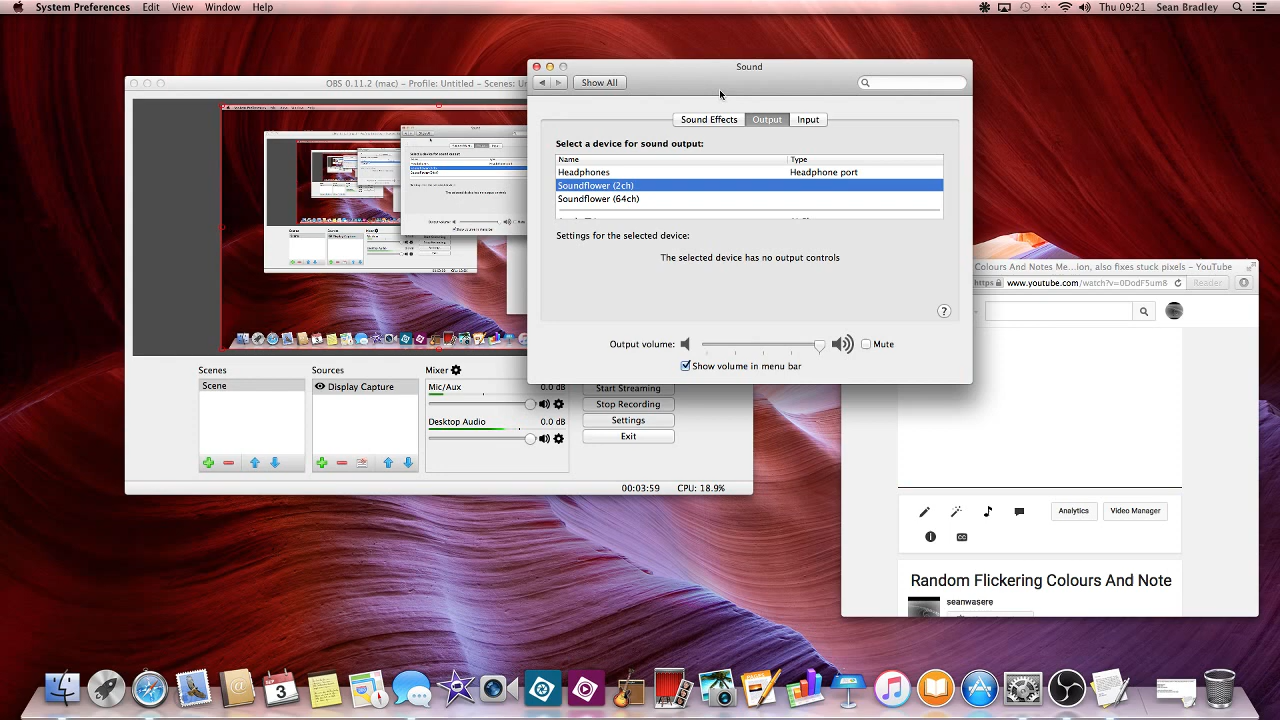 System Preferences Edit View Window Help
Thu 09:21 Sean Bradley
OBS 0.11.2 (mac) – Profile: Untitled – Scenes:
Sound
Show All
Sound Effects Output Input
Select a device for sound output:
Name Type
Headphones Headphone port
Soundflower (2ch)
Soundflower (64ch)
Settings for the selected device:
The selected device has no output controls
?
Output volume: Mute
Show volume in menu bar
Colours And Notes Me...ion, also fixes stuck pixels – YouTube
https www.youtube.com/watch?v=0DodF5um8 Reader
Scenes
Scene
Sources
Display Capture
Mixer
Mic/Aux 0.0 dB
Desktop Audio 0.0 dB
Start Streaming
Stop Recording
Settings
Exit
00:03:59 CPU: 18.9%
Analytics Video Manager
CC
Random Flickering Colours And Note
seanwasere
SEP
3